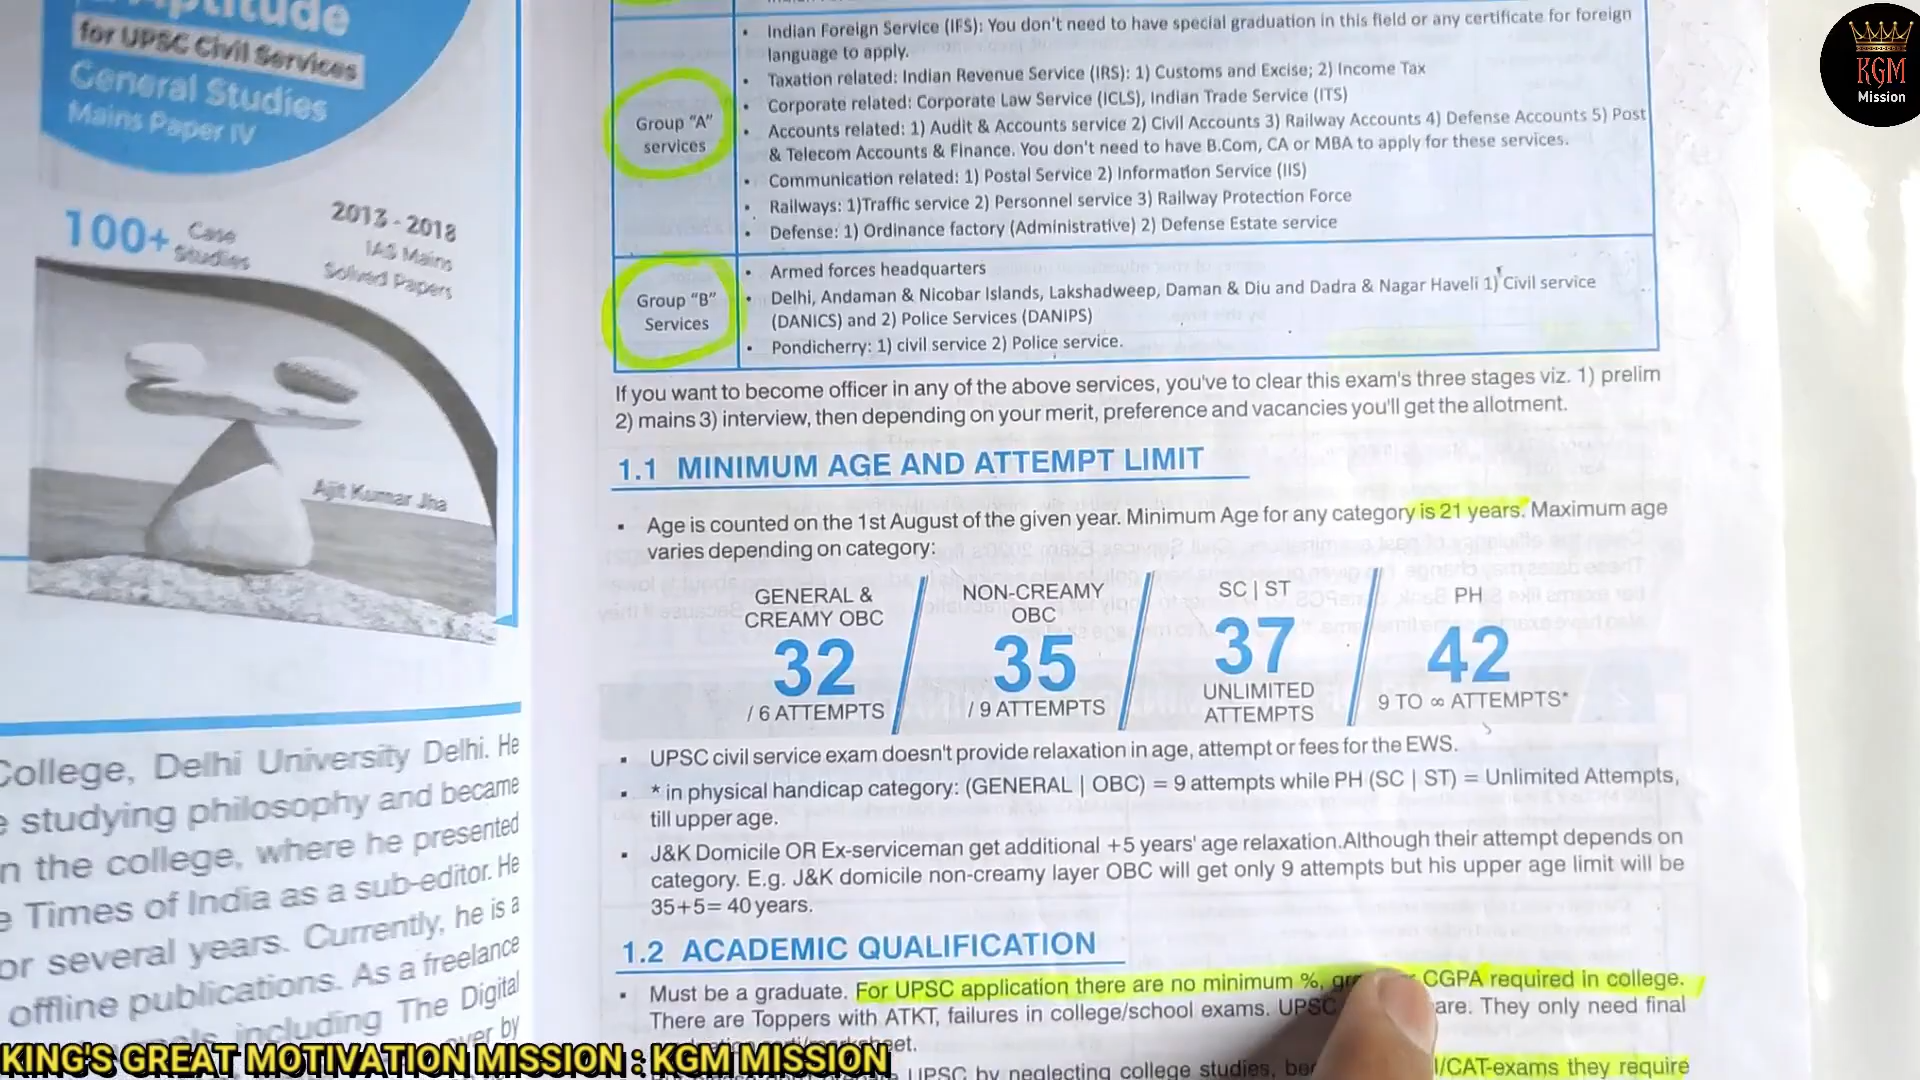 Aptitude
for UPSC Civil Services
General Studies
Mains Paper IV
100+ Case
Studies
2013 - 2018
IAS Mains
Solved Papers
Ajit Kumar Jha
College, Delhi University Delhi. He
studying philosophy and became
n the college, where he presented
Times of India as a sub-editor. He
or several years. Currently, he is a
offline publications. As a freelance
including The Digital
over by
Group "A"
services
• Indian Foreign Service (IFS): You don't need to have special graduation in this field or any certificate for foreign
language to apply.
• Taxation related: Indian Revenue Service (IRS): 1) Customs and Excise; 2) Income Tax
• Corporate related: Corporate Law Service (ICLS), Indian Trade Service (ITS)
• Accounts related: 1) Audit & Accounts service 2) Civil Accounts 3) Railway Accounts 4) Defense Accounts 5) Post
& Telecom Accounts & Finance. You don't need to have B.Com, CA or MBA to apply for these services.
• Communication related: 1) Postal Service 2) Information Service (IIS)
• Railways: 1)Traffic service 2) Personnel service 3) Railway Protection Force
• Defense: 1) Ordinance factory (Administrative) 2) Defense Estate service
Group "B"
Services
• Armed forces headquarters
• Delhi, Andaman & Nicobar Islands, Lakshadweep, Daman & Diu and Dadra & Nagar Haveli 1) Civil service
(DANICS) and 2) Police Services (DANIPS)
• Pondicherry: 1) civil service 2) Police service.
If you want to become officer in any of the above services, you've to clear this exam's three stages viz. 1) prelim
2) mains 3) interview, then depending on your merit, preference and vacancies you'll get the allotment.
1.1 MINIMUM AGE AND ATTEMPT LIMIT
▪ Age is counted on the 1st August of the given year. Minimum Age for any category is 21 years. Maximum age
varies depending on category:
GENERAL &
CREAMY OBC
32
/ 6 ATTEMPTS
NON-CREAMY
OBC
35
/ 9 ATTEMPTS
SC | ST
37
UNLIMITED
ATTEMPTS
PH
42
9 TO ∞ ATTEMPTS*
▪ UPSC civil service exam doesn't provide relaxation in age, attempt or fees for the EWS.
▪ * in physical handicap category: (GENERAL | OBC) = 9 attempts while PH (SC | ST) = Unlimited Attempts,
till upper age.
▪ J&K Domicile OR Ex-serviceman get additional +5 years' age relaxation.Although their attempt depends on
category. E.g. J&K domicile non-creamy layer OBC will get only 9 attempts but his upper age limit will be
35+5= 40 years.
1.2 ACADEMIC QUALIFICATION
▪ Must be a graduate. For UPSC application there are no minimum %, CGPA required in college.
There are Toppers with ATKT, failures in college/school exams. UPSC are. They only need final
UPSC by neglecting college studies, /CAT-exams they require
KGM
Mission
KING'S GREAT MOTIVATION MISSION : KGM MISSION